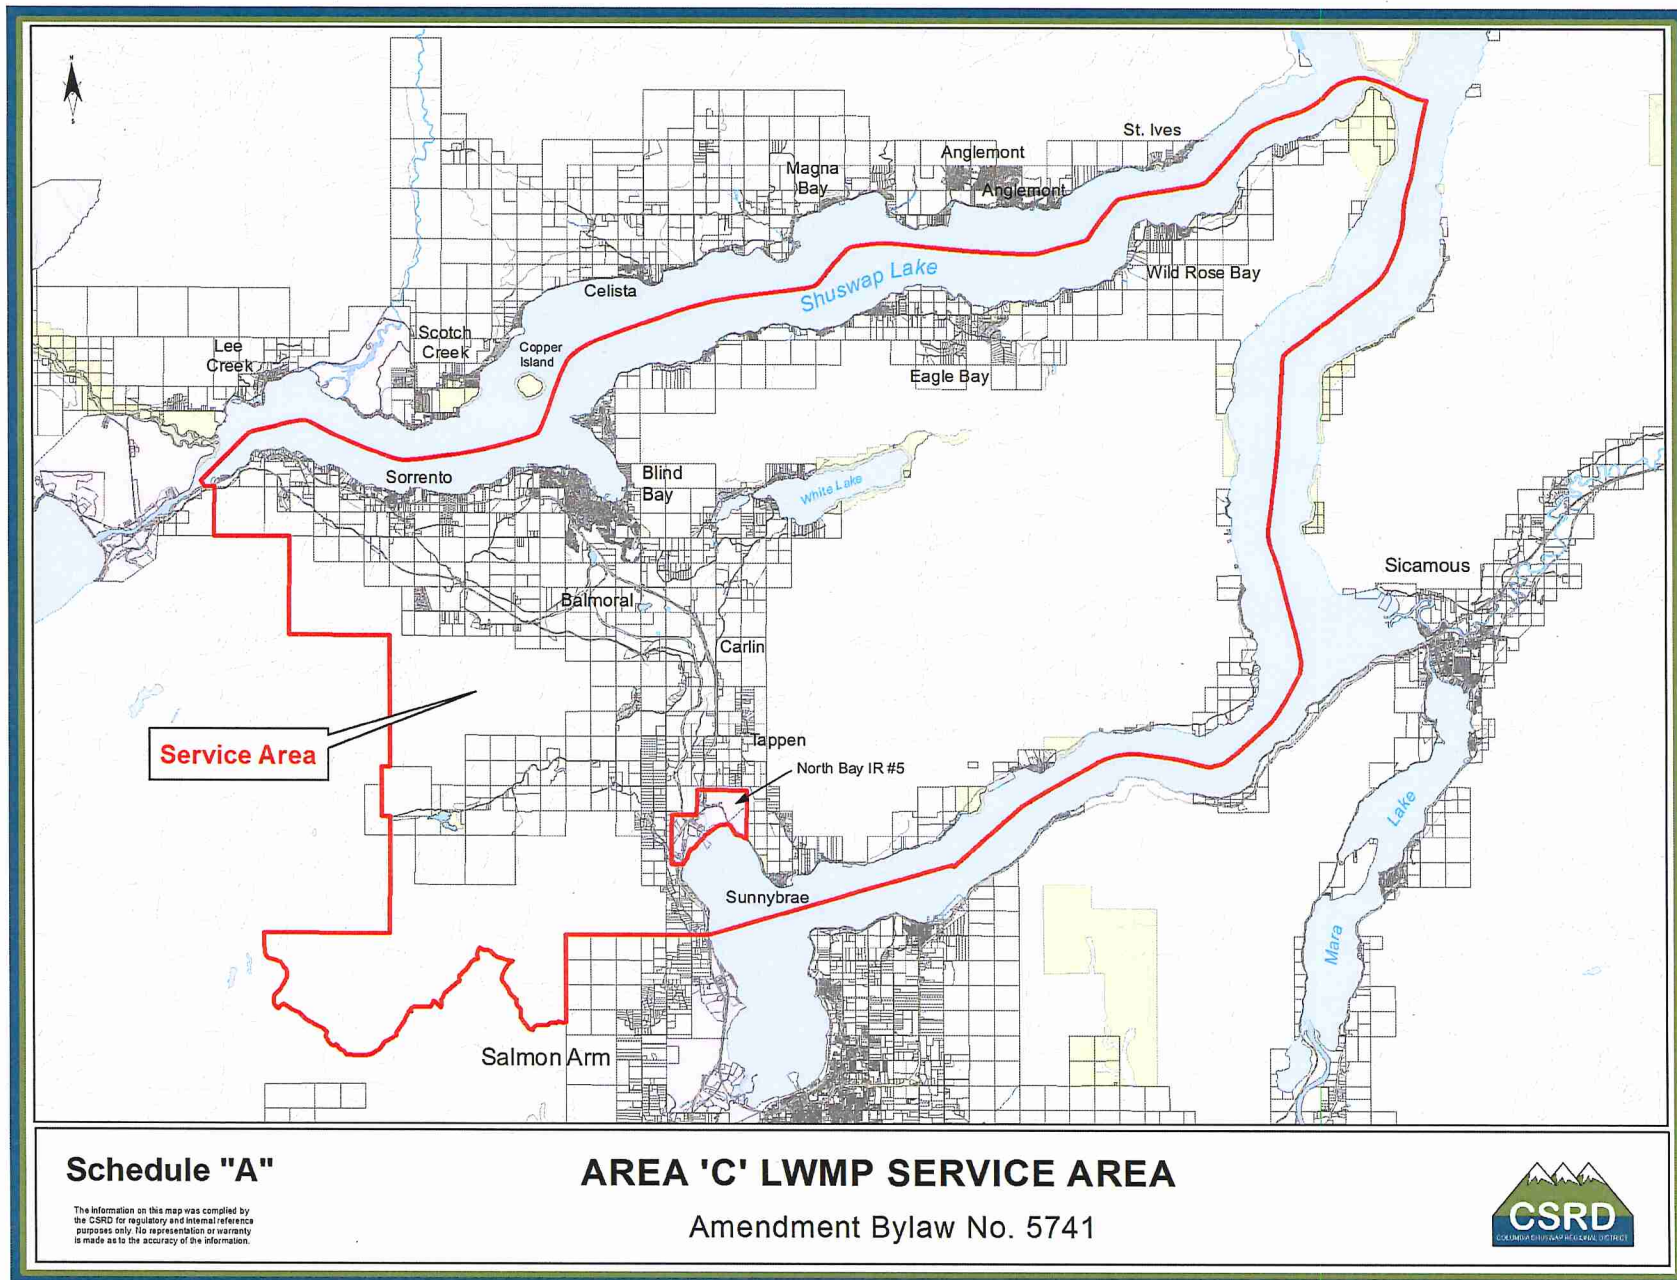 N
S
St. Ives
Anglemont
Magna
Bay
Anglemont
Wild Rose Bay
Shuswap Lake
Celista
Scotch
Creek
Lee
Creek
Copper
Island
Eagle Bay
Sorrento
Blind
Bay
White Lake
Sicamous
Balmoral
Carlin
Service Area
Tappen
North Bay IR #5
Lake
Mara
Sunnybrae
Salmon Arm
Schedule "A"
The information on this map was compiled by
the CSRD for regulatory and internal reference
purposes only. No representation or warranty
is made as to the accuracy of the information.
AREA 'C' LWMP SERVICE AREA
Amendment Bylaw No. 5741
CSRD
COLUMBIA SHUSWAP REGIONAL DISTRICT